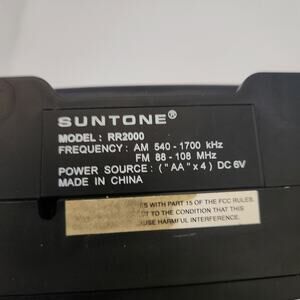 SUNTONE®
MODEL : RR2000
FREQUENCY : AM 540 - 1700 kHz
FM 88 - 108 MHz
POWER SOURCE : ( "AA" x 4 ) DC 6V
MADE IN CHINA
S WITH PART 15 OF THE FCC RULES.
T TO THE CONDITION THAT THIS
USE HARMFUL INTERFERENCE.